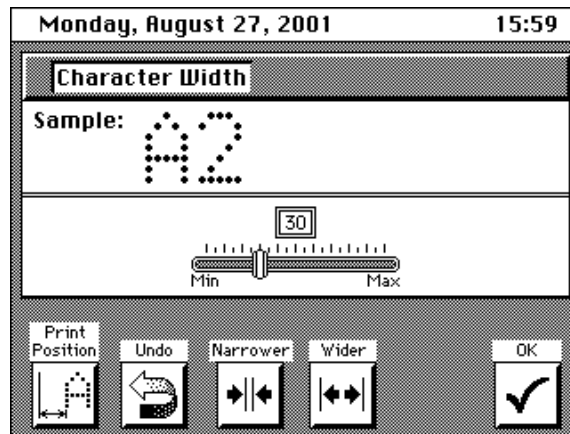 Monday, August 27, 2001 15:59
Character Width
Sample: A2
30
Min Max
Print
Position Undo Narrower Wider OK
A